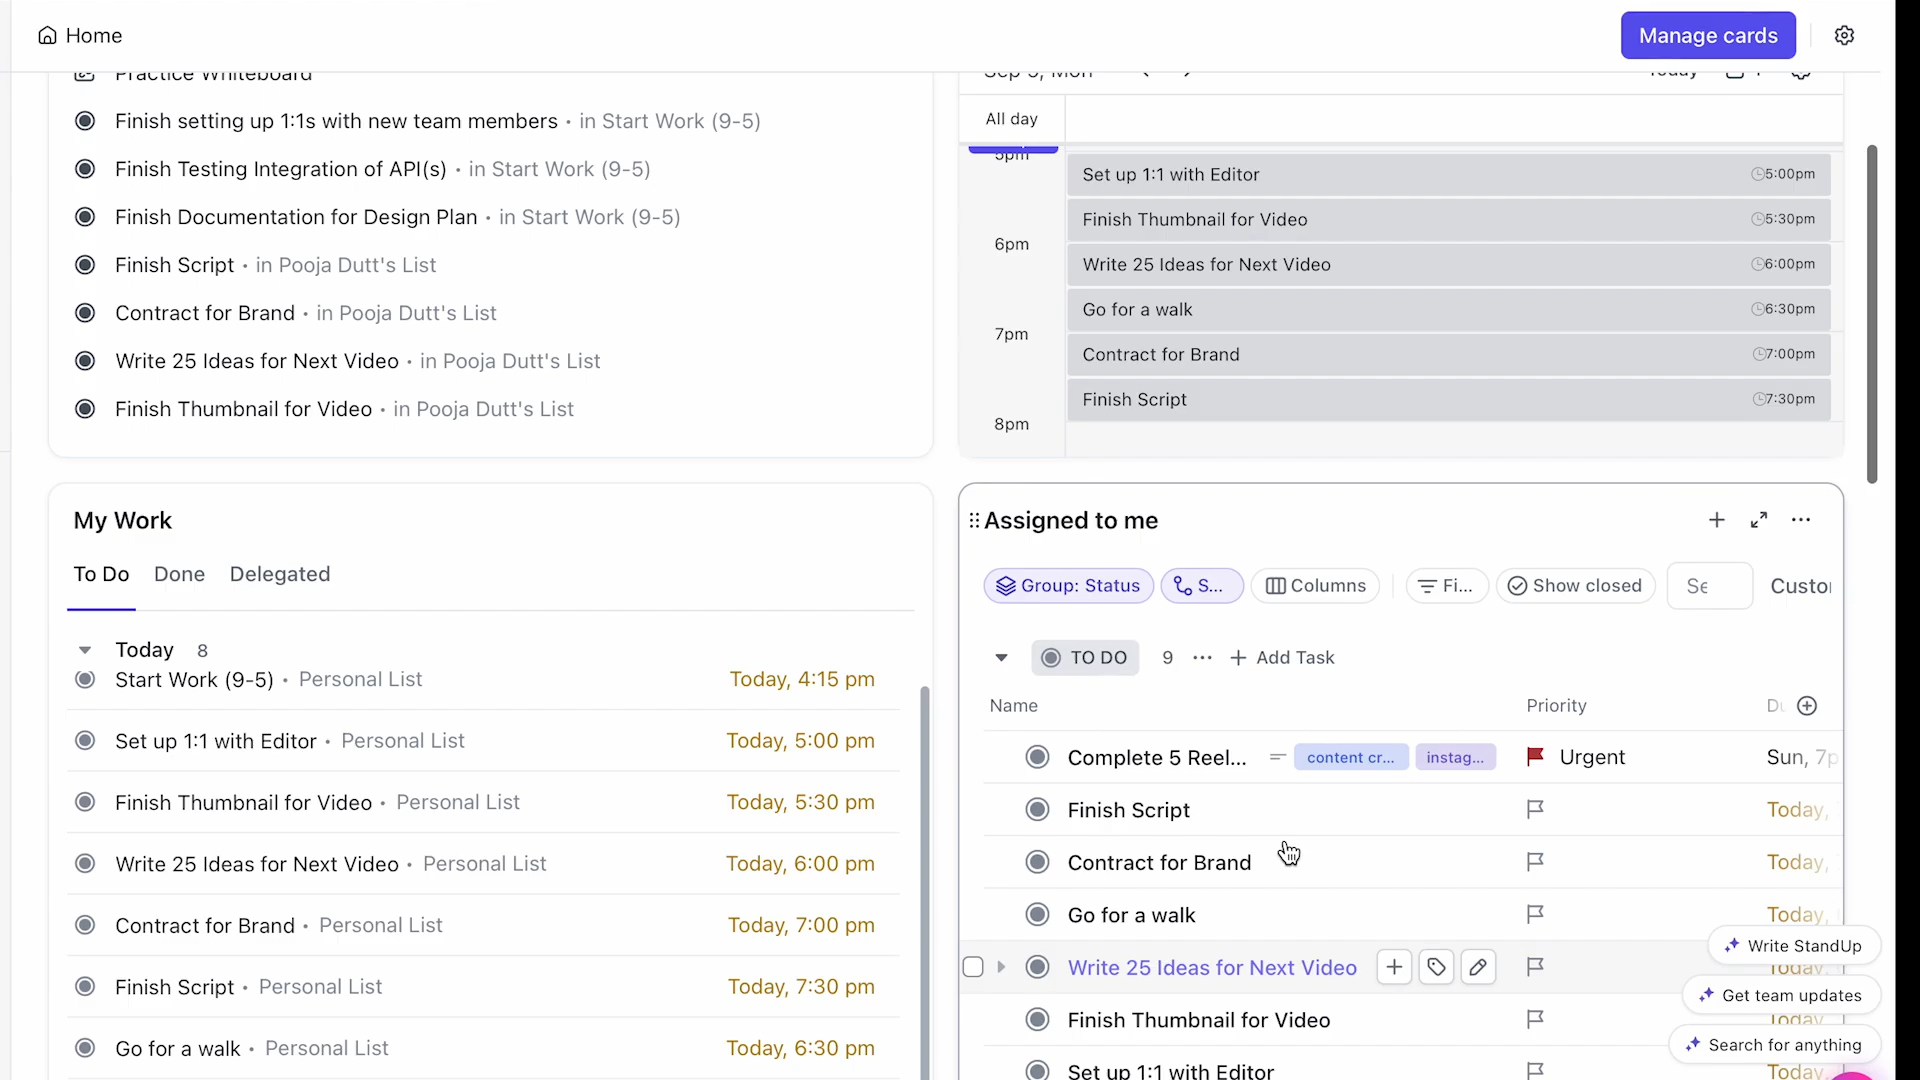 Home
Manage cards
Practice Whiteboard
Finish setting up 1:1s with new team members • in Start Work (9-5)
Finish Testing Integration of API(s) • in Start Work (9-5)
Finish Documentation for Design Plan • in Start Work (9-5)
Finish Script • in Pooja Dutt's List
Contract for Brand • in Pooja Dutt's List
Write 25 Ideas for Next Video • in Pooja Dutt's List
Finish Thumbnail for Video • in Pooja Dutt's List
Mon
Today
All day
5pm
Set up 1:1 with Editor 5:00pm
Finish Thumbnail for Video 5:30pm
6pm
Write 25 Ideas for Next Video 6:00pm
Go for a walk 6:30pm
7pm
Contract for Brand 7:00pm
Finish Script 7:30pm
8pm
My Work
To Do Done Delegated
Today 8
Start Work (9-5) • Personal List Today, 4:15 pm
Set up 1:1 with Editor • Personal List Today, 5:00 pm
Finish Thumbnail for Video • Personal List Today, 5:30 pm
Write 25 Ideas for Next Video • Personal List Today, 6:00 pm
Contract for Brand • Personal List Today, 7:00 pm
Finish Script • Personal List Today, 7:30 pm
Go for a walk • Personal List Today, 6:30 pm
Assigned to me
Group: Status S... Columns Fi... Show closed Se Custo
TO DO 9 ... + Add Task
Name Priority Du
Complete 5 Reel... content cr... instag... Urgent Sun, 7p
Finish Script Today,
Contract for Brand Today,
Go for a walk Today,
Write 25 Ideas for Next Video Today,
Finish Thumbnail for Video Today,
Set up 1:1 with Editor Today,
Write StandUp
Get team updates
Search for anything